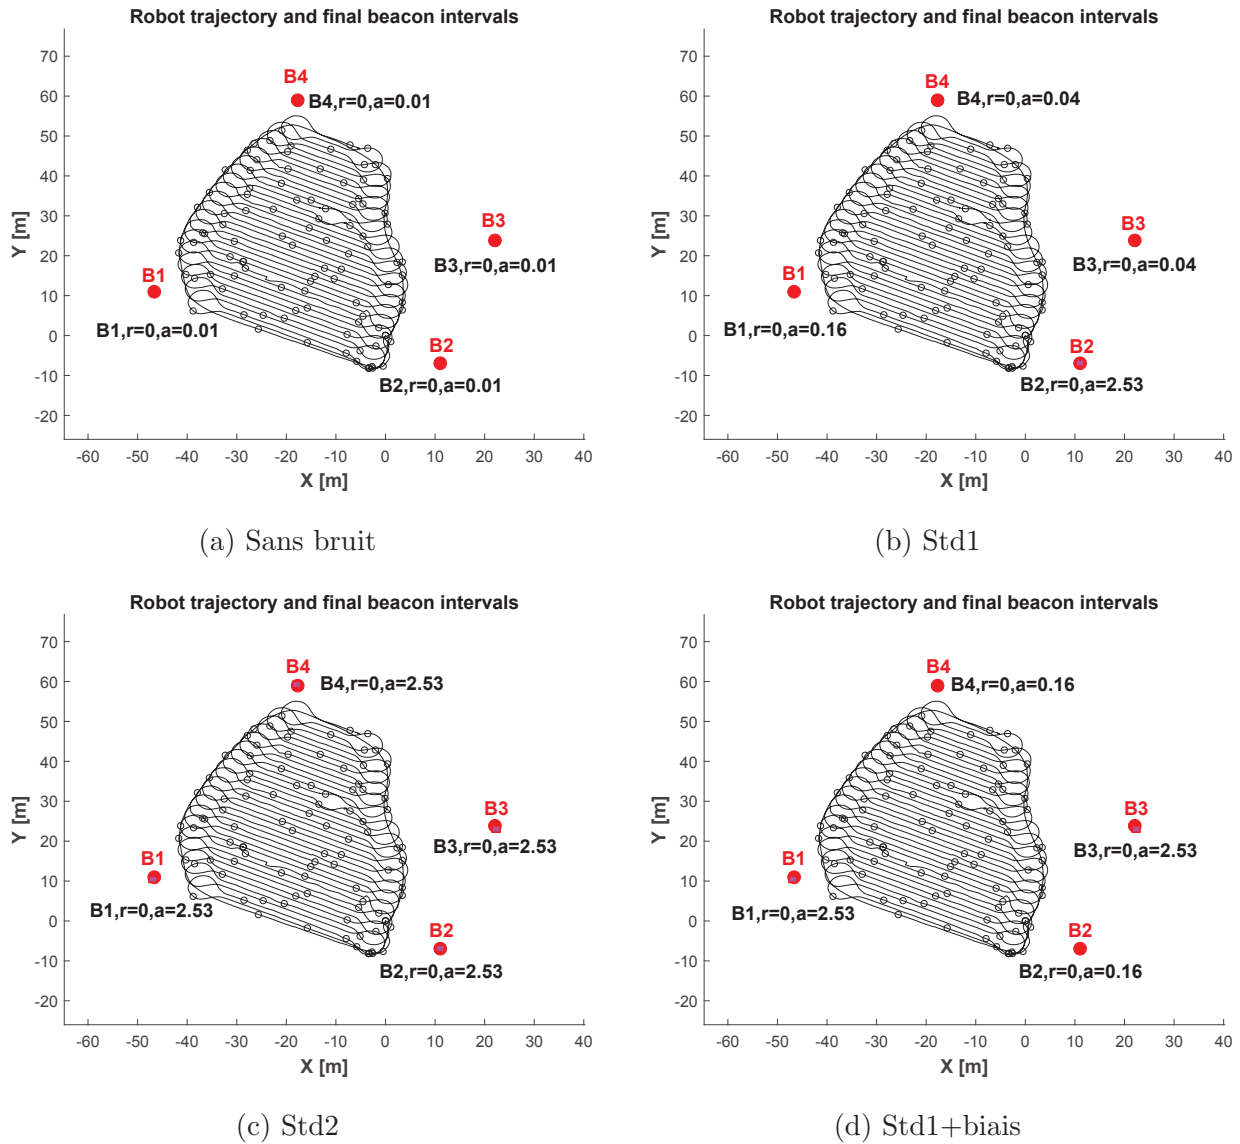 Robot trajectory and final beacon intervals
70
60
50
40
30
20
10
0
-10
-20
Y [m]
-60 -50 -40 -30 -20 -10 0 10 20 30 40
X [m]
B4
B4,r=0,a=0.01
B3
B3,r=0,a=0.01
B1
B1,r=0,a=0.01
B2
B2,r=0,a=0.01
(a) Sans bruit
Robot trajectory and final beacon intervals
70
60
50
40
30
20
10
0
-10
-20
Y [m]
-60 -50 -40 -30 -20 -10 0 10 20 30 40
X [m]
B4
B4,r=0,a=0.04
B3
B3,r=0,a=0.04
B1
B1,r=0,a=0.16
B2
B2,r=0,a=2.53
(b) Std1
Robot trajectory and final beacon intervals
70
60
50
40
30
20
10
0
-10
-20
Y [m]
-60 -50 -40 -30 -20 -10 0 10 20 30 40
X [m]
B4
B4,r=0,a=2.53
B3
B3,r=0,a=2.53
B1
B1,r=0,a=2.53
B2
B2,r=0,a=2.53
(c) Std2
Robot trajectory and final beacon intervals
70
60
50
40
30
20
10
0
-10
-20
Y [m]
-60 -50 -40 -30 -20 -10 0 10 20 30 40
X [m]
B4
B4,r=0,a=0.16
B3
B3,r=0,a=2.53
B1
B1,r=0,a=2.53
B2
B2,r=0,a=0.16
(d) Std1+biais